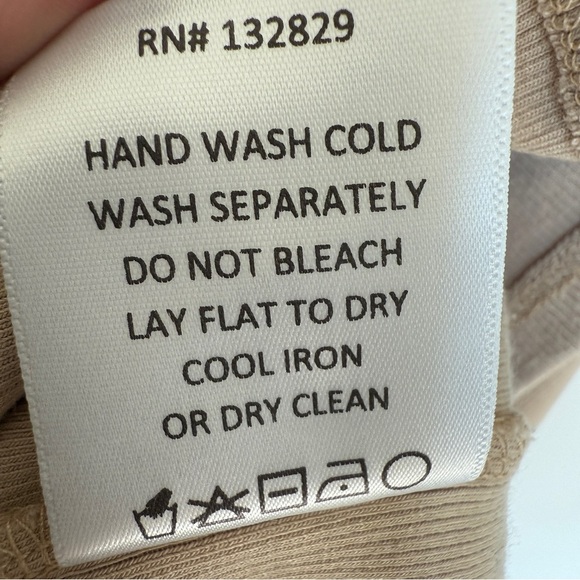 RN# 132829
HAND WASH COLD
WASH SEPARATELY
DO NOT BLEACH
LAY FLAT TO DRY
COOL IRON
OR DRY CLEAN